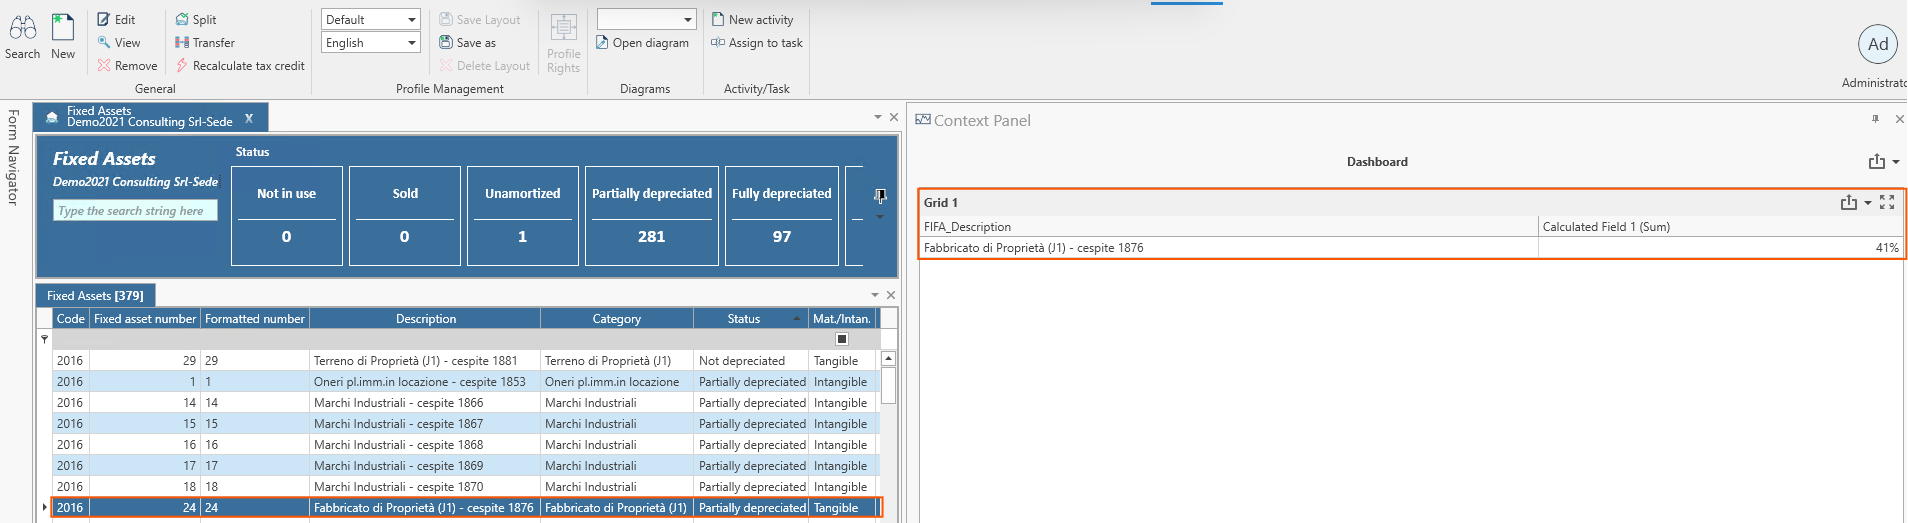 Search
New
Edit
View
Remove
Split
Transfer
Recalculate tax credit
General
Default
English
Save Layout
Save as
Delete Layout
Profile Rights
Profile Management
Open diagram
Diagrams
New activity
Assign to task
Activity/Task
Ad
Administrato
Form Navigator
Fixed Assets
Demo2021 Consulting Srl-Sede X
Fixed Assets
Demo2021 Consulting Srl-Sede
Type the search string here
Status
Not in use Sold Unamortized Partially depreciated Fully depreciated
0 0 1 281 97
Fixed Assets [379]
Code Fixed asset number Formatted number Description Category Status Mat./Intan.
2016 29 29 Terreno di Proprietà (J1) - cespite 1881 Terreno di Proprietà (J1) Not depreciated Tangible
2016 1 1 Oneri pl.imm.in locazione - cespite 1853 Oneri pl.imm.in locazione Partially depreciated Intangible
2016 14 14 Marchi Industriali - cespite 1866 Marchi Industriali Partially depreciated Intangible
2016 15 15 Marchi Industriali - cespite 1867 Marchi Industriali Partially depreciated Intangible
2016 16 16 Marchi Industriali - cespite 1868 Marchi Industriali Partially depreciated Intangible
2016 17 17 Marchi Industriali - cespite 1869 Marchi Industriali Partially depreciated Intangible
2016 18 18 Marchi Industriali - cespite 1870 Marchi Industriali Partially depreciated Intangible
2016 24 24 Fabbricato di Proprietà (J1) - cespite 1876 Fabbricato di Proprietà (J1) Partially depreciated Tangible
Context Panel
Dashboard
Grid 1
FIFA_Description Calculated Field 1 (Sum)
Fabbricato di Proprietà (J1) - cespite 1876 41%